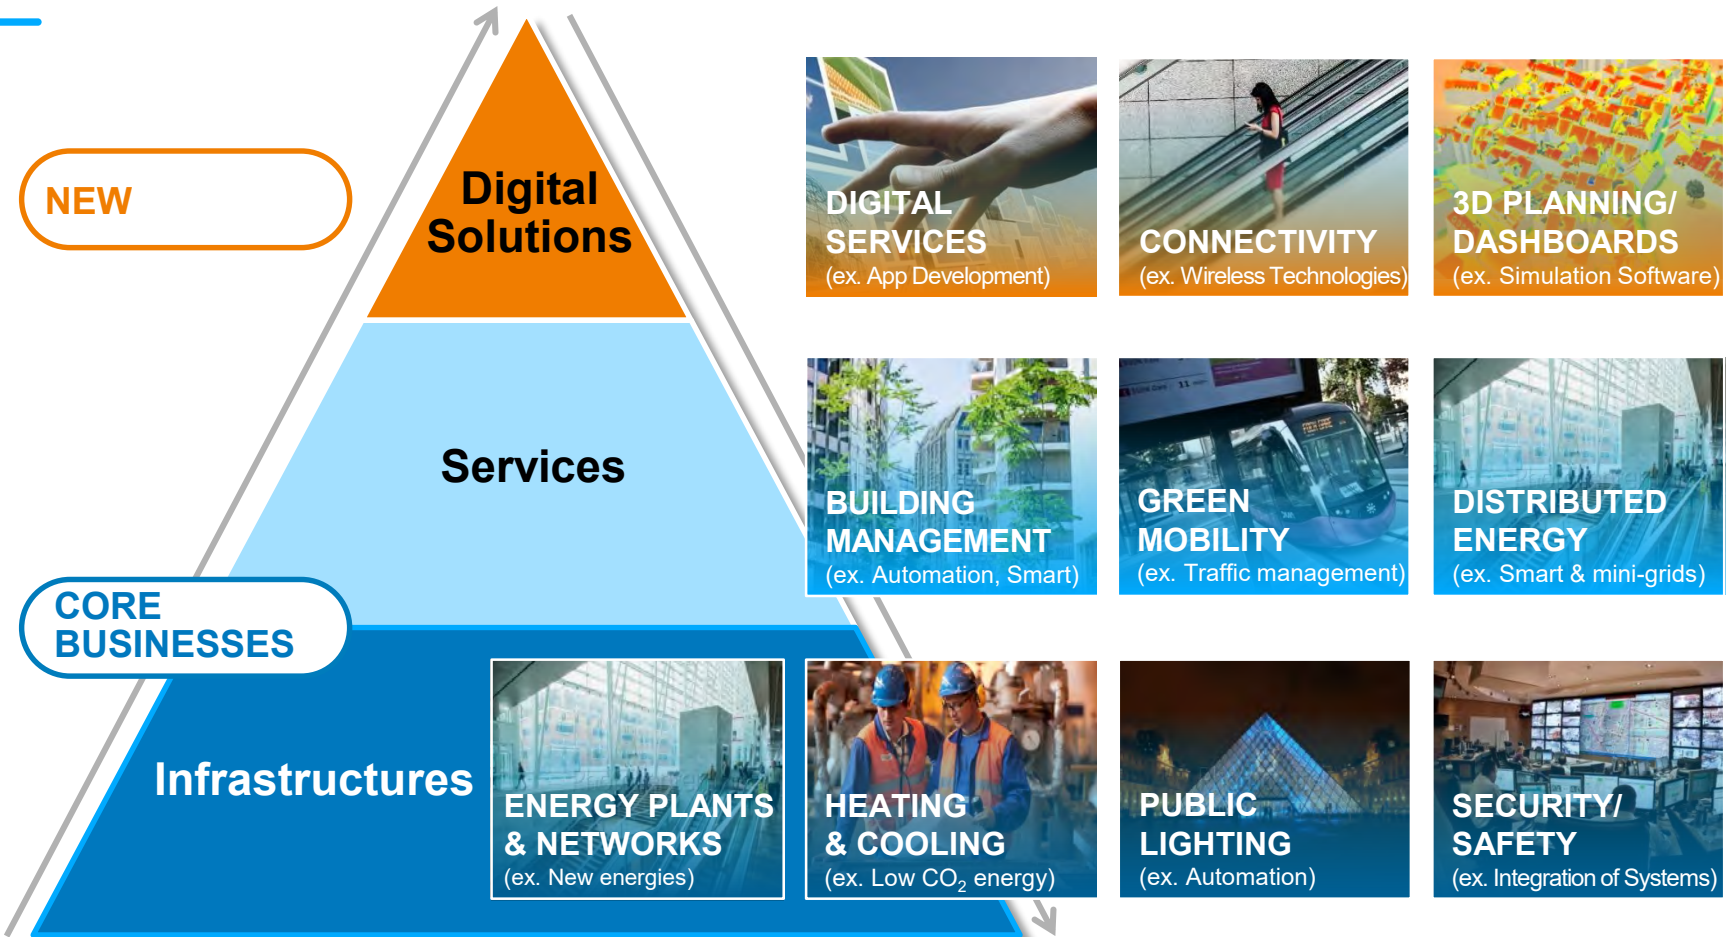 NEW
Digital
Solutions
DIGITAL
SERVICES
(ex. App Development)
CONNECTIVITY
(ex. Wireless Technologies)
3D PLANNING/
DASHBOARDS
(ex. Simulation Software)
Services
BUILDING
MANAGEMENT
(ex. Automation, Smart)
11
GREEN
MOBILITY
(ex. Traffic management)
DISTRIBUTED
ENERGY
(ex. Smart & mini-grids)
CORE
BUSINESSES
Infrastructures
ENERGY PLANTS
& NETWORKS
(ex. New energies)
HEATING
& COOLING
(ex. Low CO₂ energy)
PUBLIC
LIGHTING
(ex. Automation)
SECURITY/
SAFETY
(ex. Integration of Systems)